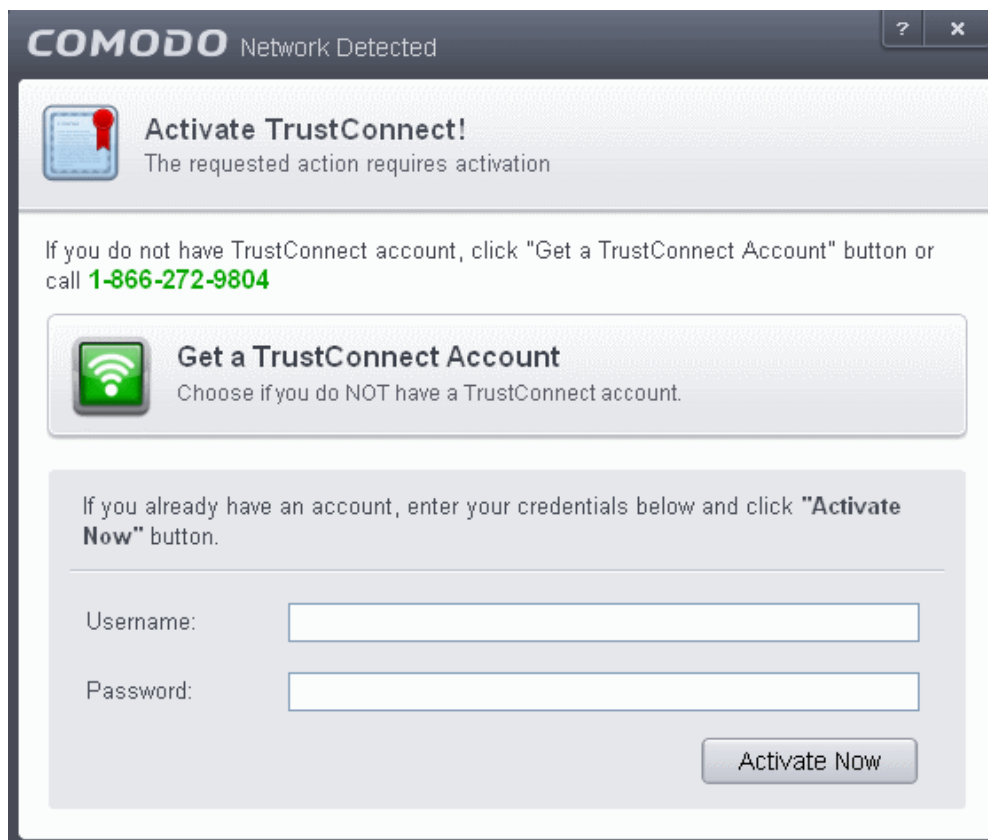 COMODO Network Detected
? x
Activate TrustConnect!
The requested action requires activation
If you do not have TrustConnect account, click "Get a TrustConnect Account" button or
call 1-866-272-9804
Get a TrustConnect Account
Choose if you do NOT have a TrustConnect account.
If you already have an account, enter your credentials below and click "Activate
Now" button.
Username:
Password:
Activate Now